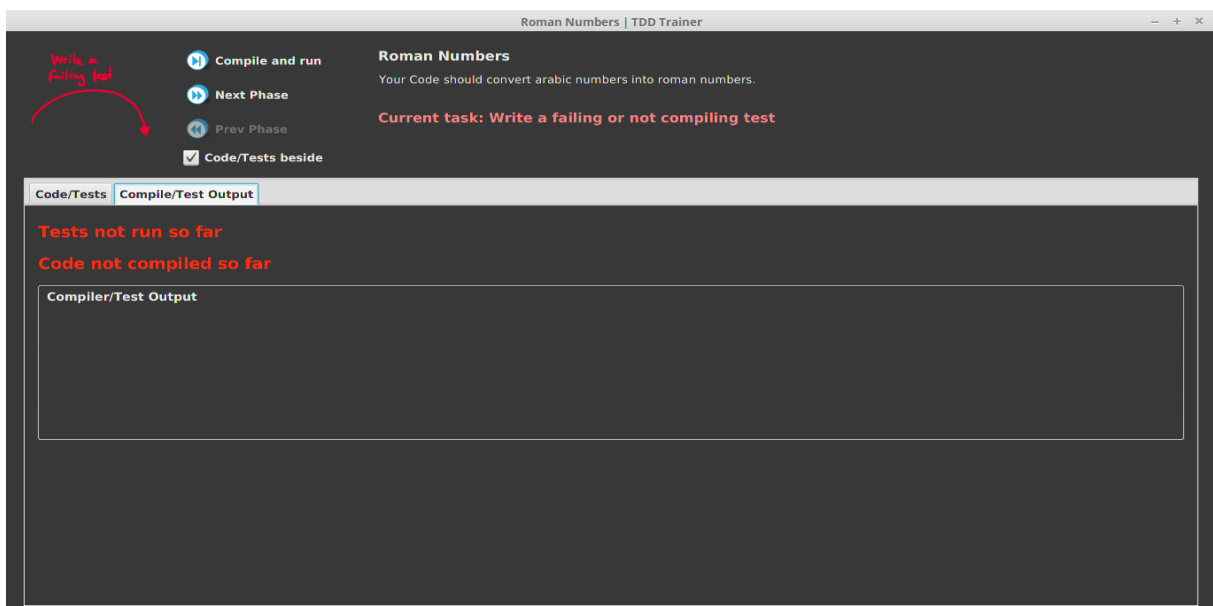 Roman Numbers | TDD Trainer
Write a
failing test
Compile and run
Next Phase
Prev Phase
Code/Tests beside
Roman Numbers
Your Code should convert arabic numbers into roman numbers.
Current task: Write a failing or not compiling test
Code/Tests
Compile/Test Output
Tests not run so far
Code not compiled so far
Compiler/Test Output